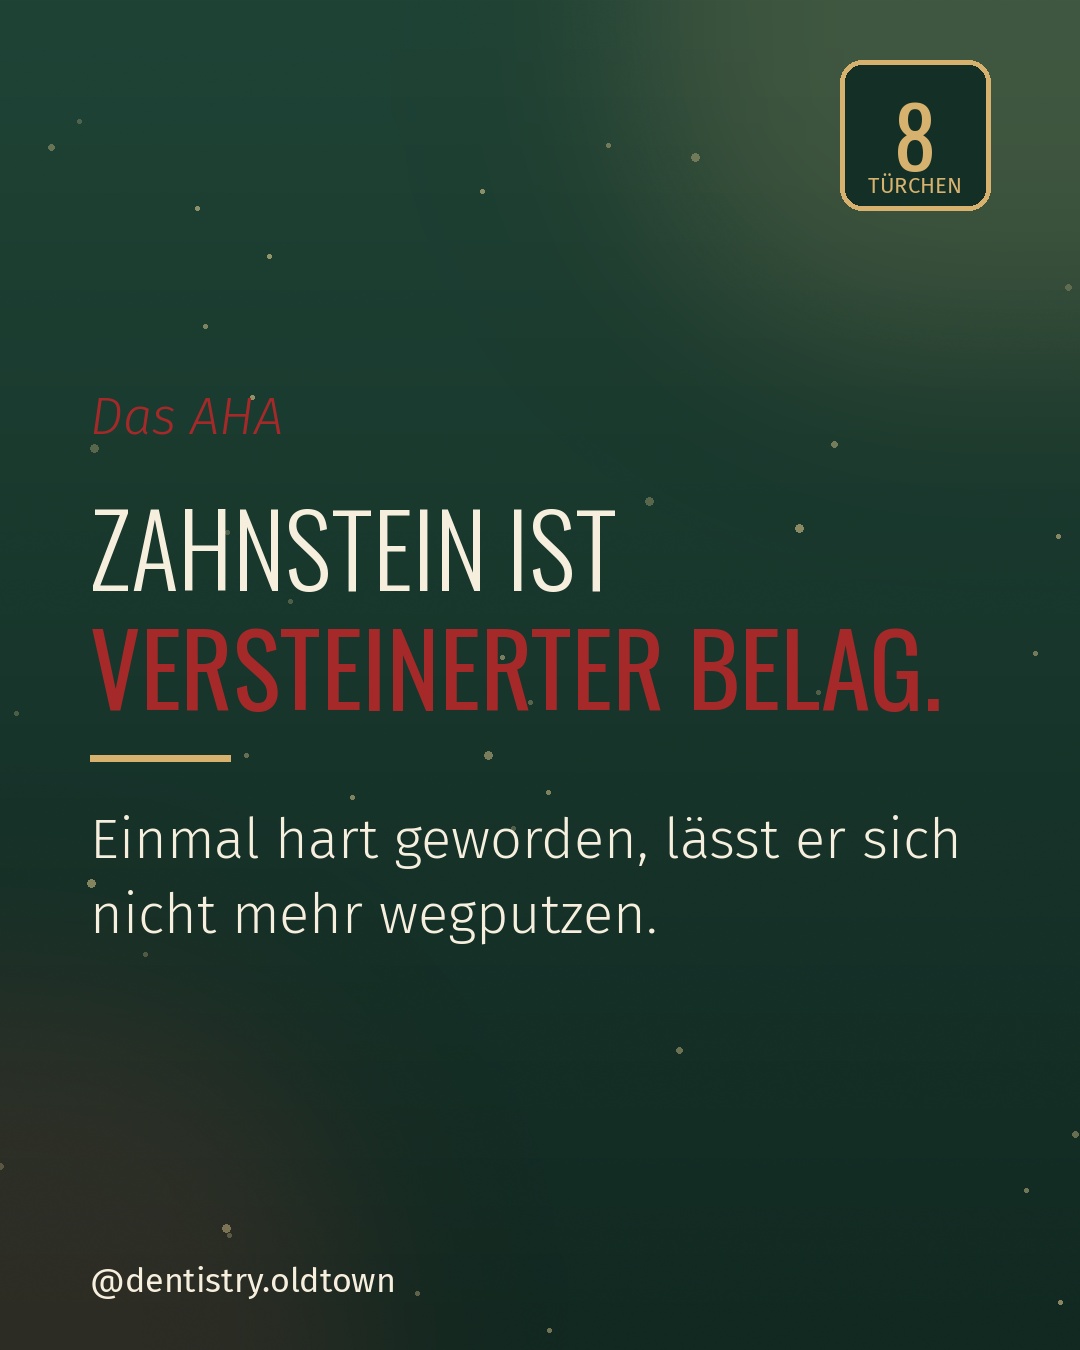 8
TÜRCHEN
Das AHA
ZAHNSTEIN IST
VERSTEINERTER BELAG.
Einmal hart geworden, lässt er sich
nicht mehr wegputzen.
@dentistry.oldtown